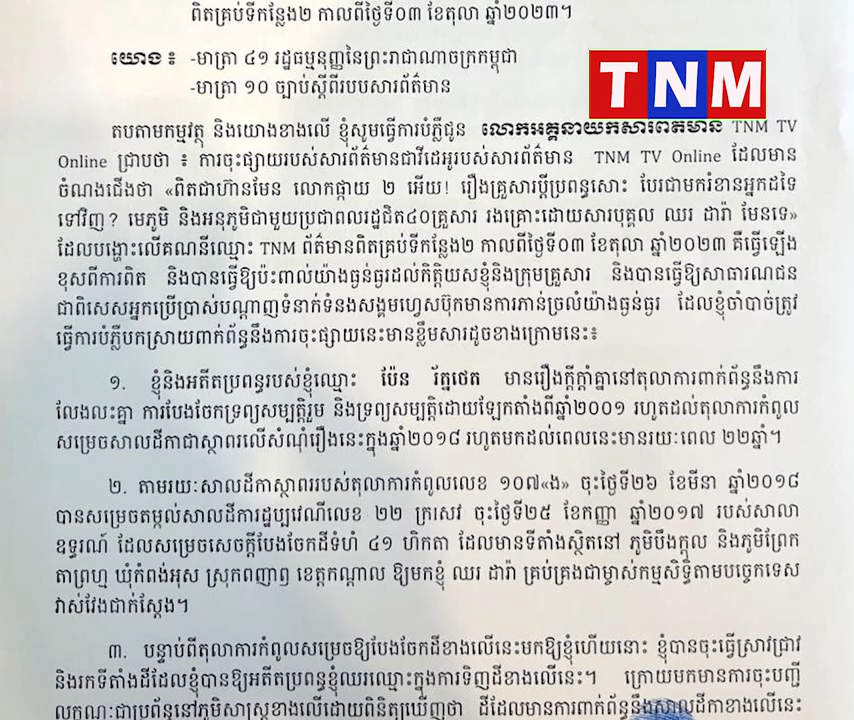 ពិតគ្រប់ទីកន្លែង២ កាលពីថ្ងៃទី០៣ ខែតុលា ឆ្នាំ២០២៣។
TNM
យោង ៖ -មាត្រា ៤១ រដ្ឋធម្មនុញ្ញនៃព្រះរាជាណាចក្រកម្ពុជា
-មាត្រា ១០ ច្បាប់ស្តីពីរបបសារព័ត៌មាន
តបតាមកម្មវត្ថុ និងយោងខាងលើ ខ្ញុំសូមធ្វើការបំភ្លឺជូន លោកអគ្គនាយកសារពត៌មាន TNM TV
Online ជ្រាបថា ៖ ការចុះផ្សាយរបស់សារព័ត៌មានជាវីដេអូរបស់សារព័ត៌មាន TNM TV Online ដែលមាន
ចំណងជើងថា «ពិតជាហ៊ានមែន លោកផ្កាយ ២ អើយ! រឿងគ្រួសារប្តីប្រពន្ធសោះ បែរជាមករំខានអ្នកដទៃ
ទៅវិញ? មេភូមិ និងអនុភូមិជាមួយប្រជាពលរដ្ឋជិត៤០គ្រួសារ រងគ្រោះដោយសារបុគ្គល ឈរ ដារ៉ា មែនទេ»
ដែលបង្ហោះលើគណនីឈ្មោះ TNM ព័ត៌មានពិតគ្រប់ទីកន្លែង២ កាលពីថ្ងៃទី០៣ ខែតុលា ឆ្នាំ២០២៣ គឺធ្វើឡើង
ខុសពីការពិត និងបានធ្វើឱ្យប៉ះពាល់យ៉ាងធ្ងន់ធ្ងរដល់កិត្តិយសខ្ញុំនិងក្រុមគ្រួសារ និងបានធ្វើឱ្យសាធារណជន
ជាពិសេសអ្នកប្រើប្រាស់បណ្តាញទំនាក់ទំនងសង្គមហ្វេសប៊ុកមានការភាន់ច្រលំយ៉ាងធ្ងន់ធ្ងរ ដែលខ្ញុំចាំបាច់ត្រូវ
ធ្វើការបំភ្លឺបកស្រាយពាក់ព័ន្ធនឹងការចុះផ្សាយនេះមានខ្លឹមសារដូចខាងក្រោមនេះ៖
១. ខ្ញុំនិងអតីតប្រពន្ធរបស់ខ្ញុំឈ្មោះ ប៉ែន រ័ត្នថេត មានរឿងក្តីក្តាំគ្នានៅតុលាការពាក់ព័ន្ធនឹងការ
លែងលះគ្នា ការបែងចែកទ្រព្យសម្បត្តិរួម និងទ្រព្យសម្បត្តិដោយឡែកតាំងពីឆ្នាំ២០០១ រហូតដល់តុលាការកំពូល
សម្រេចសាលដីកាជាស្ថាពរលើសំណុំរឿងនេះក្នុងឆ្នាំ២០១៨ រហូតមកដល់ពេលនេះមានរយៈពេល ២២ឆ្នាំ។
២. តាមរយៈសាលដីកាស្ថាពររបស់តុលាការកំពូលលេខ ១០៧«ង» ចុះថ្ងៃទី២៦ ខែមីនា ឆ្នាំ២០១៨
បានសម្រេចតម្កល់សាលដីការដ្ឋប្បវេណីលេខ ២២ ក្រសេវ ចុះថ្ងៃទី២៥ ខែកញ្ញា ឆ្នាំ២០១៧ របស់សាលា
ឧទ្ធរណ៍ ដែលសម្រេចសេចក្តីបែងចែកដីទំហំ ៤១ ហិកតា ដែលមានទីតាំងស្ថិតនៅ ភូមិបឹងក្តុល និងភូមិព្រែក
តាព្រហ្ម ឃុំកំពង់អុស ស្រុកពញាឮ ខេត្តកណ្តាល ឱ្យមកខ្ញុំ ឈរ ដារ៉ា គ្រប់គ្រងជាម្ចាស់កម្មសិទ្ធិតាមបច្ចេកទេស
វាស់វែងជាក់ស្តែង។
៣. បន្ទាប់ពីតុលាការកំពូលសម្រេចឱ្យបែងចែកដីខាងលើនេះមកឱ្យខ្ញុំហើយនោះ ខ្ញុំបានចុះធ្វើស្រាវជ្រាវ
និងរកទីតាំងដីដែលខ្ញុំបានឱ្យអតីតប្រពន្ធខ្ញុំឈរឈ្មោះក្នុងការទិញដីខាងលើនេះ។ ក្រោយមកមានការចុះបញ្ជី
លក្ខណៈជាប្រព័ន្ធនៅភូមិសាស្ត្រខាងលើដោយពិនិត្យឃើញថា ដីដែលមានការពាក់ព័ន្ធនឹងសាលដីកាខាងលើនេះ